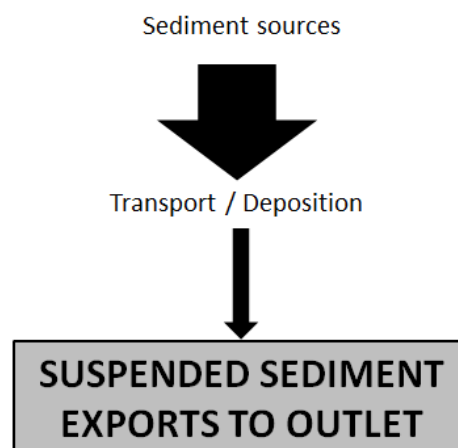 Sediment sources
Transport / Deposition
SUSPENDED SEDIMENT
EXPORTS TO OUTLET